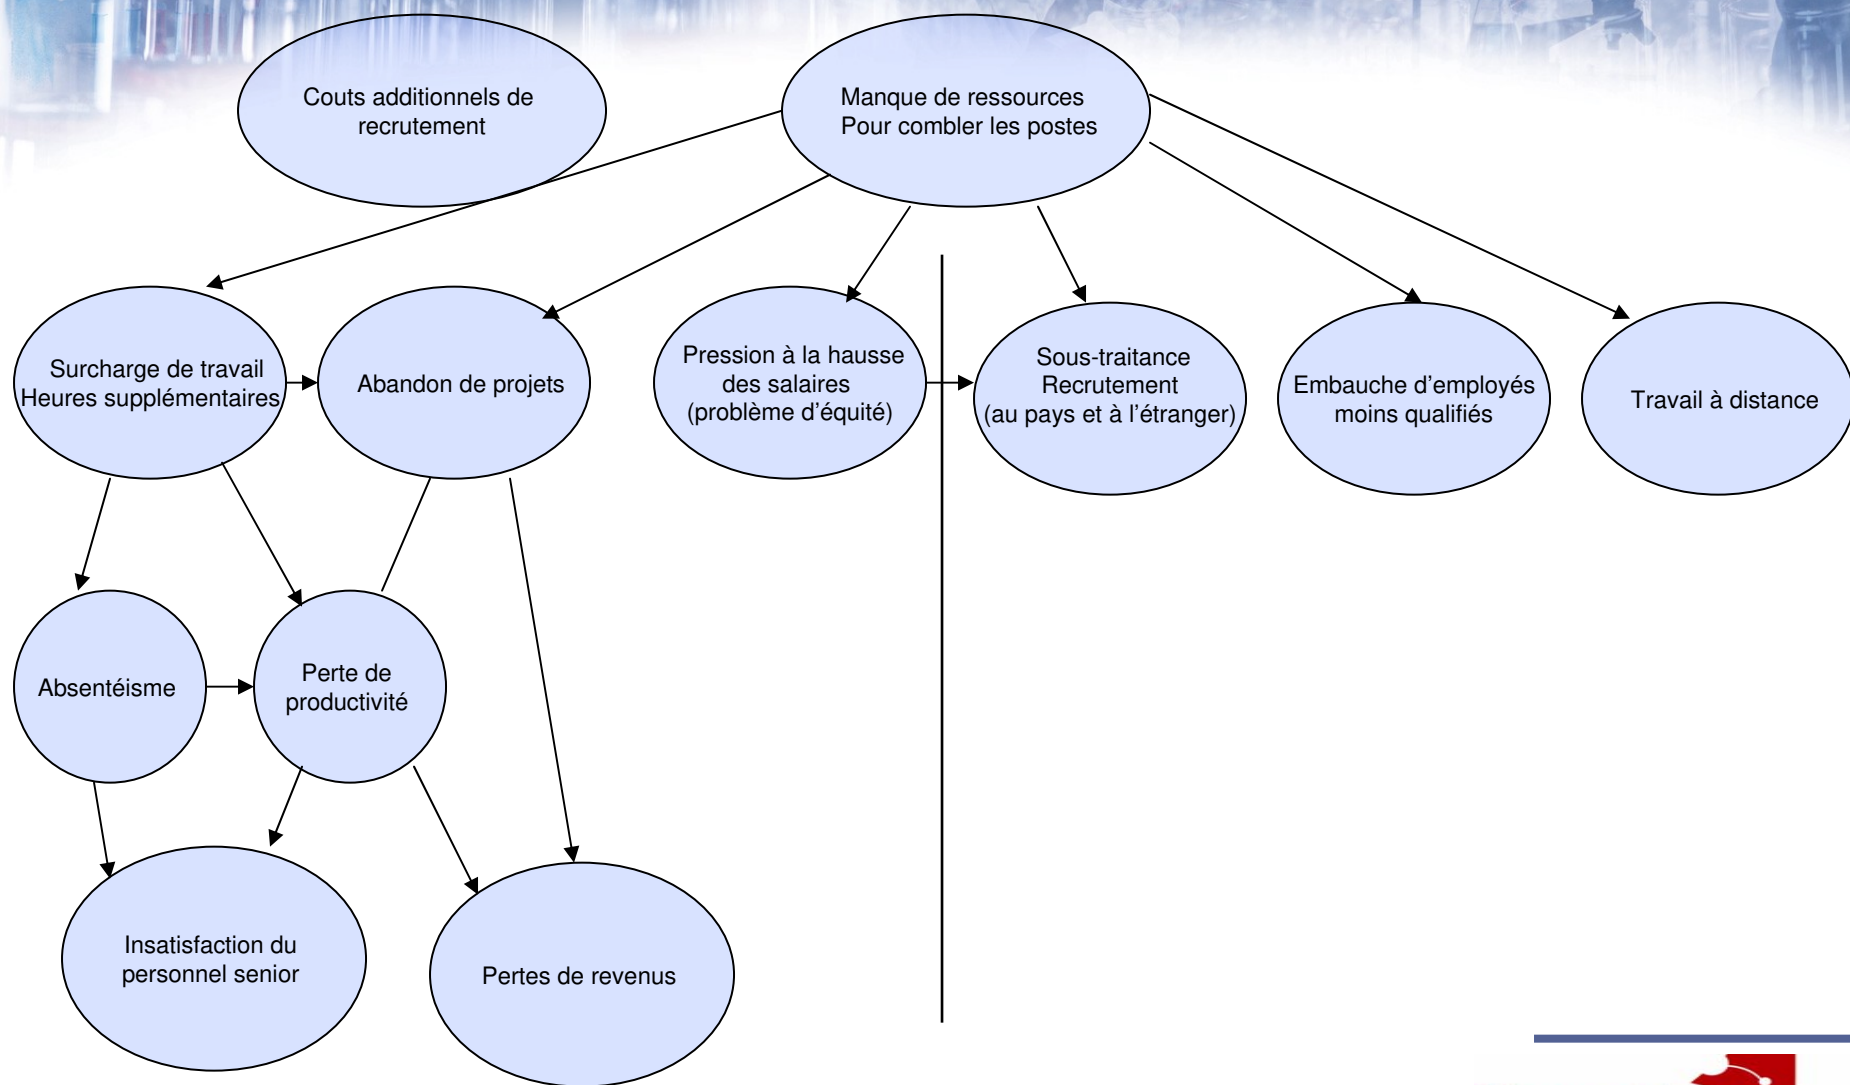 Couts additionnels de
recrutement
Manque de ressources
Pour combler les postes
Surcharge de travail
Heures supplémentaires
Abandon de projets
Pression à la hausse
des salaires
(problème d'équité)
Sous-traitance
Recrutement
(au pays et à l'étranger)
Embauche d'employés
moins qualifiés
Travail à distance
Absentéisme
Perte de
productivité
Insatisfaction du
personnel senior
Pertes de revenus